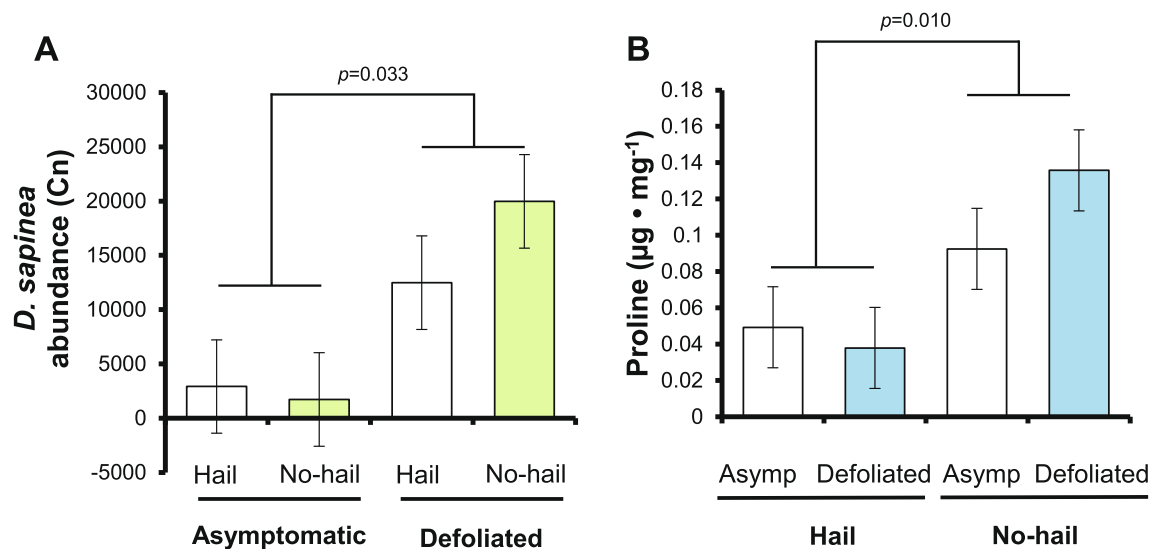 A
p=0.033
D. sapinea
abundance (Cn)
30000
25000
20000
15000
10000
5000
0
-5000
Hail No-hail Hail No-hail
Asymptomatic Defoliated
B
p=0.010
Proline (µg • mg⁻¹)
0.18
0.16
0.14
0.12
0.1
0.08
0.06
0.04
0.02
0
Asymp Defoliated Asymp Defoliated
Hail No-hail